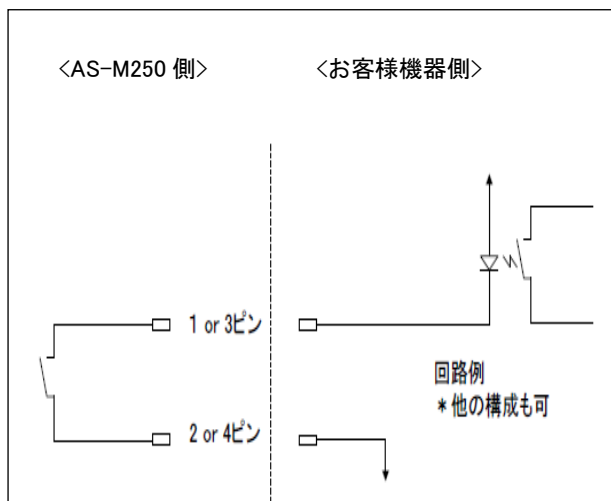 <AS-M250 側>
<お客様機器側>
1 or 3ピン
回路例
*他の構成も可
2 or 4ピン